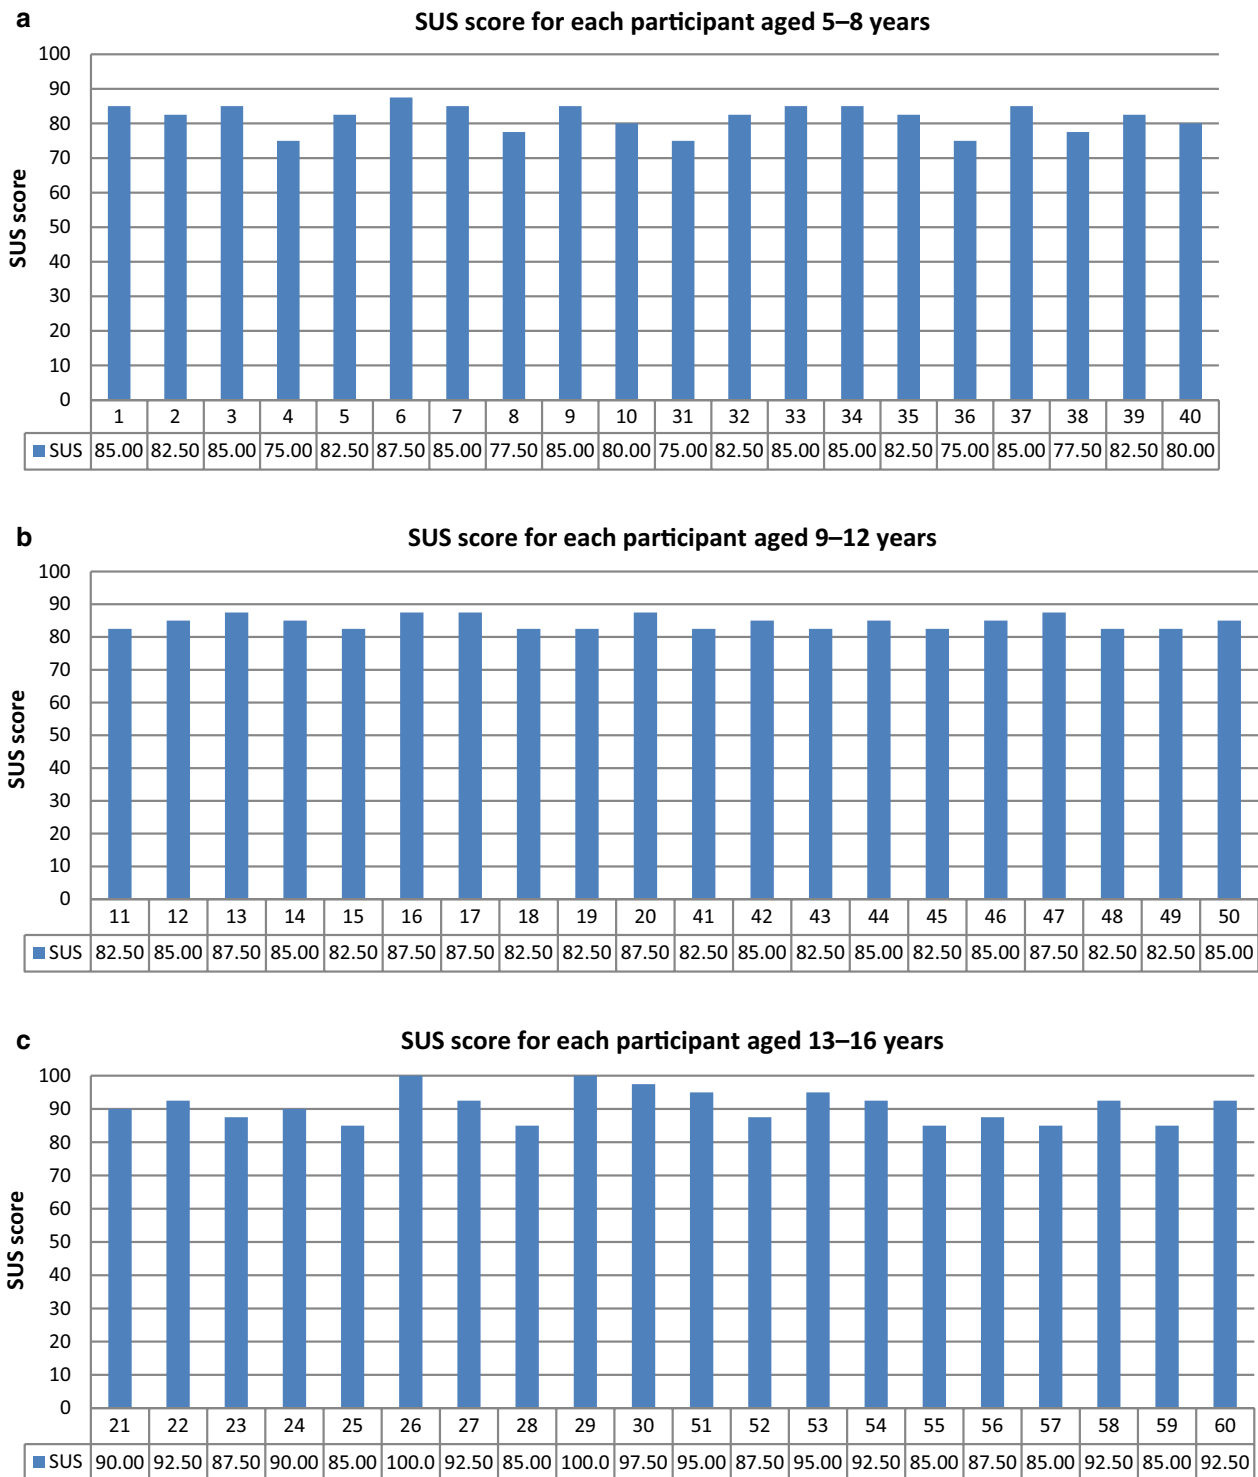 a
SUS score for each participant aged 5–8 years
100
90
80
70
60
50
40
30
20
10
0
SUS score
1 2 3 4 5 6 7 8 9 10 31 32 33 34 35 36 37 38 39 40
SUS 85.00 82.50 85.00 75.00 82.50 87.50 85.00 77.50 85.00 80.00 75.00 82.50 85.00 85.00 82.50 75.00 85.00 77.50 82.50 80.00
b
SUS score for each participant aged 9–12 years
100
90
80
70
60
50
40
30
20
10
0
SUS score
11 12 13 14 15 16 17 18 19 20 41 42 43 44 45 46 47 48 49 50
SUS 82.50 85.00 87.50 85.00 82.50 87.50 87.50 82.50 82.50 87.50 82.50 85.00 82.50 85.00 82.50 85.00 87.50 82.50 82.50 85.00
c
SUS score for each participant aged 13–16 years
100
90
80
70
60
50
40
30
20
10
0
SUS score
21 22 23 24 25 26 27 28 29 30 51 52 53 54 55 56 57 58 59 60
SUS 90.00 92.50 87.50 90.00 85.00 100.0 92.50 85.00 100.0 97.50 95.00 87.50 95.00 92.50 85.00 87.50 85.00 92.50 85.00 92.50